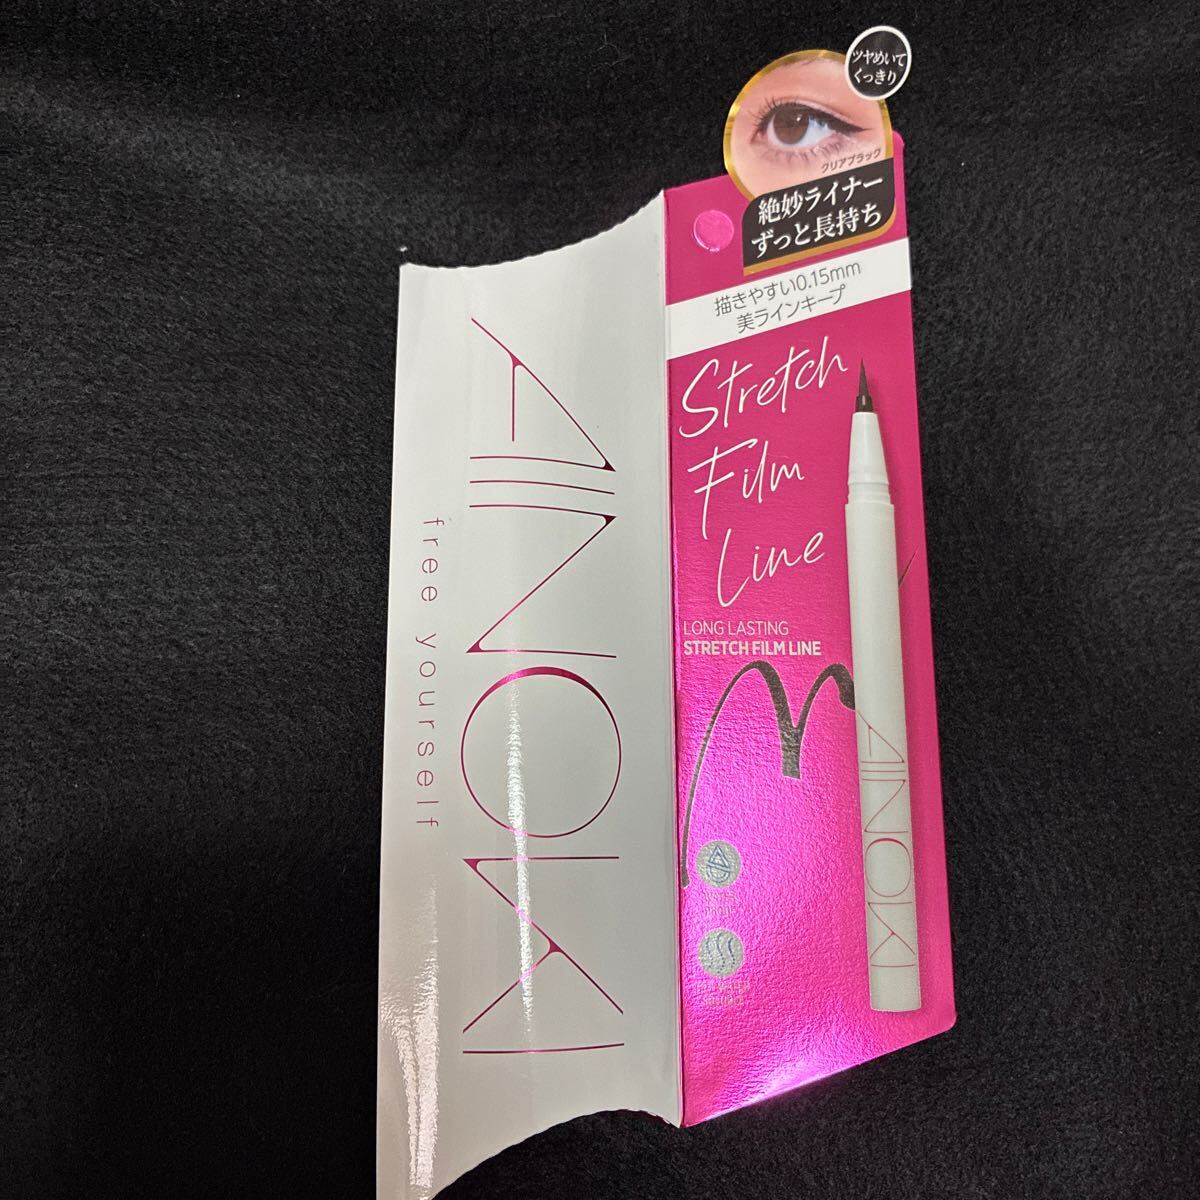 ツヤめいて
くっきり
クリアブラック
絶妙ライナー
ずっと長持ち
描きやすい0.15mm
美ラインキープ
Stretch
Film
Line
LONG LASTING
STRETCH FILM LINE
AINOKI
AINOKI
free yourself